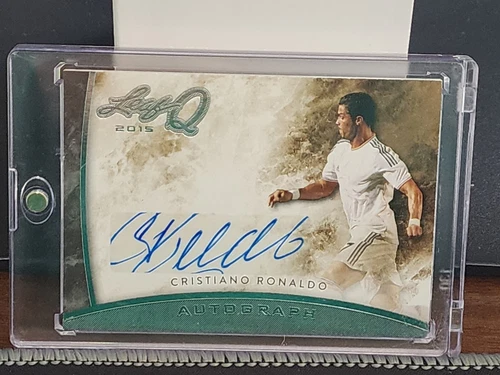 Leaf Q
2015
CRISTIANO RONALDO
AUTOGRAPH